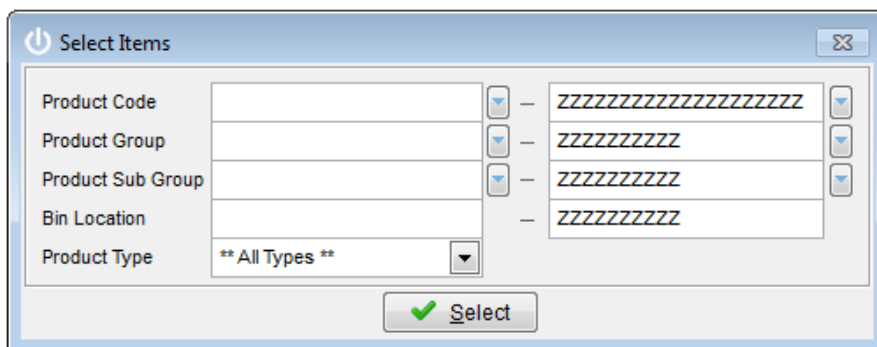 Select Items
Product Code – ZZZZZZZZZZZZZZZZZZZZ
Product Group – ZZZZZZZZZZ
Product Sub Group – ZZZZZZZZZZ
Bin Location – ZZZZZZZZZZ
Product Type ** All Types **
Select